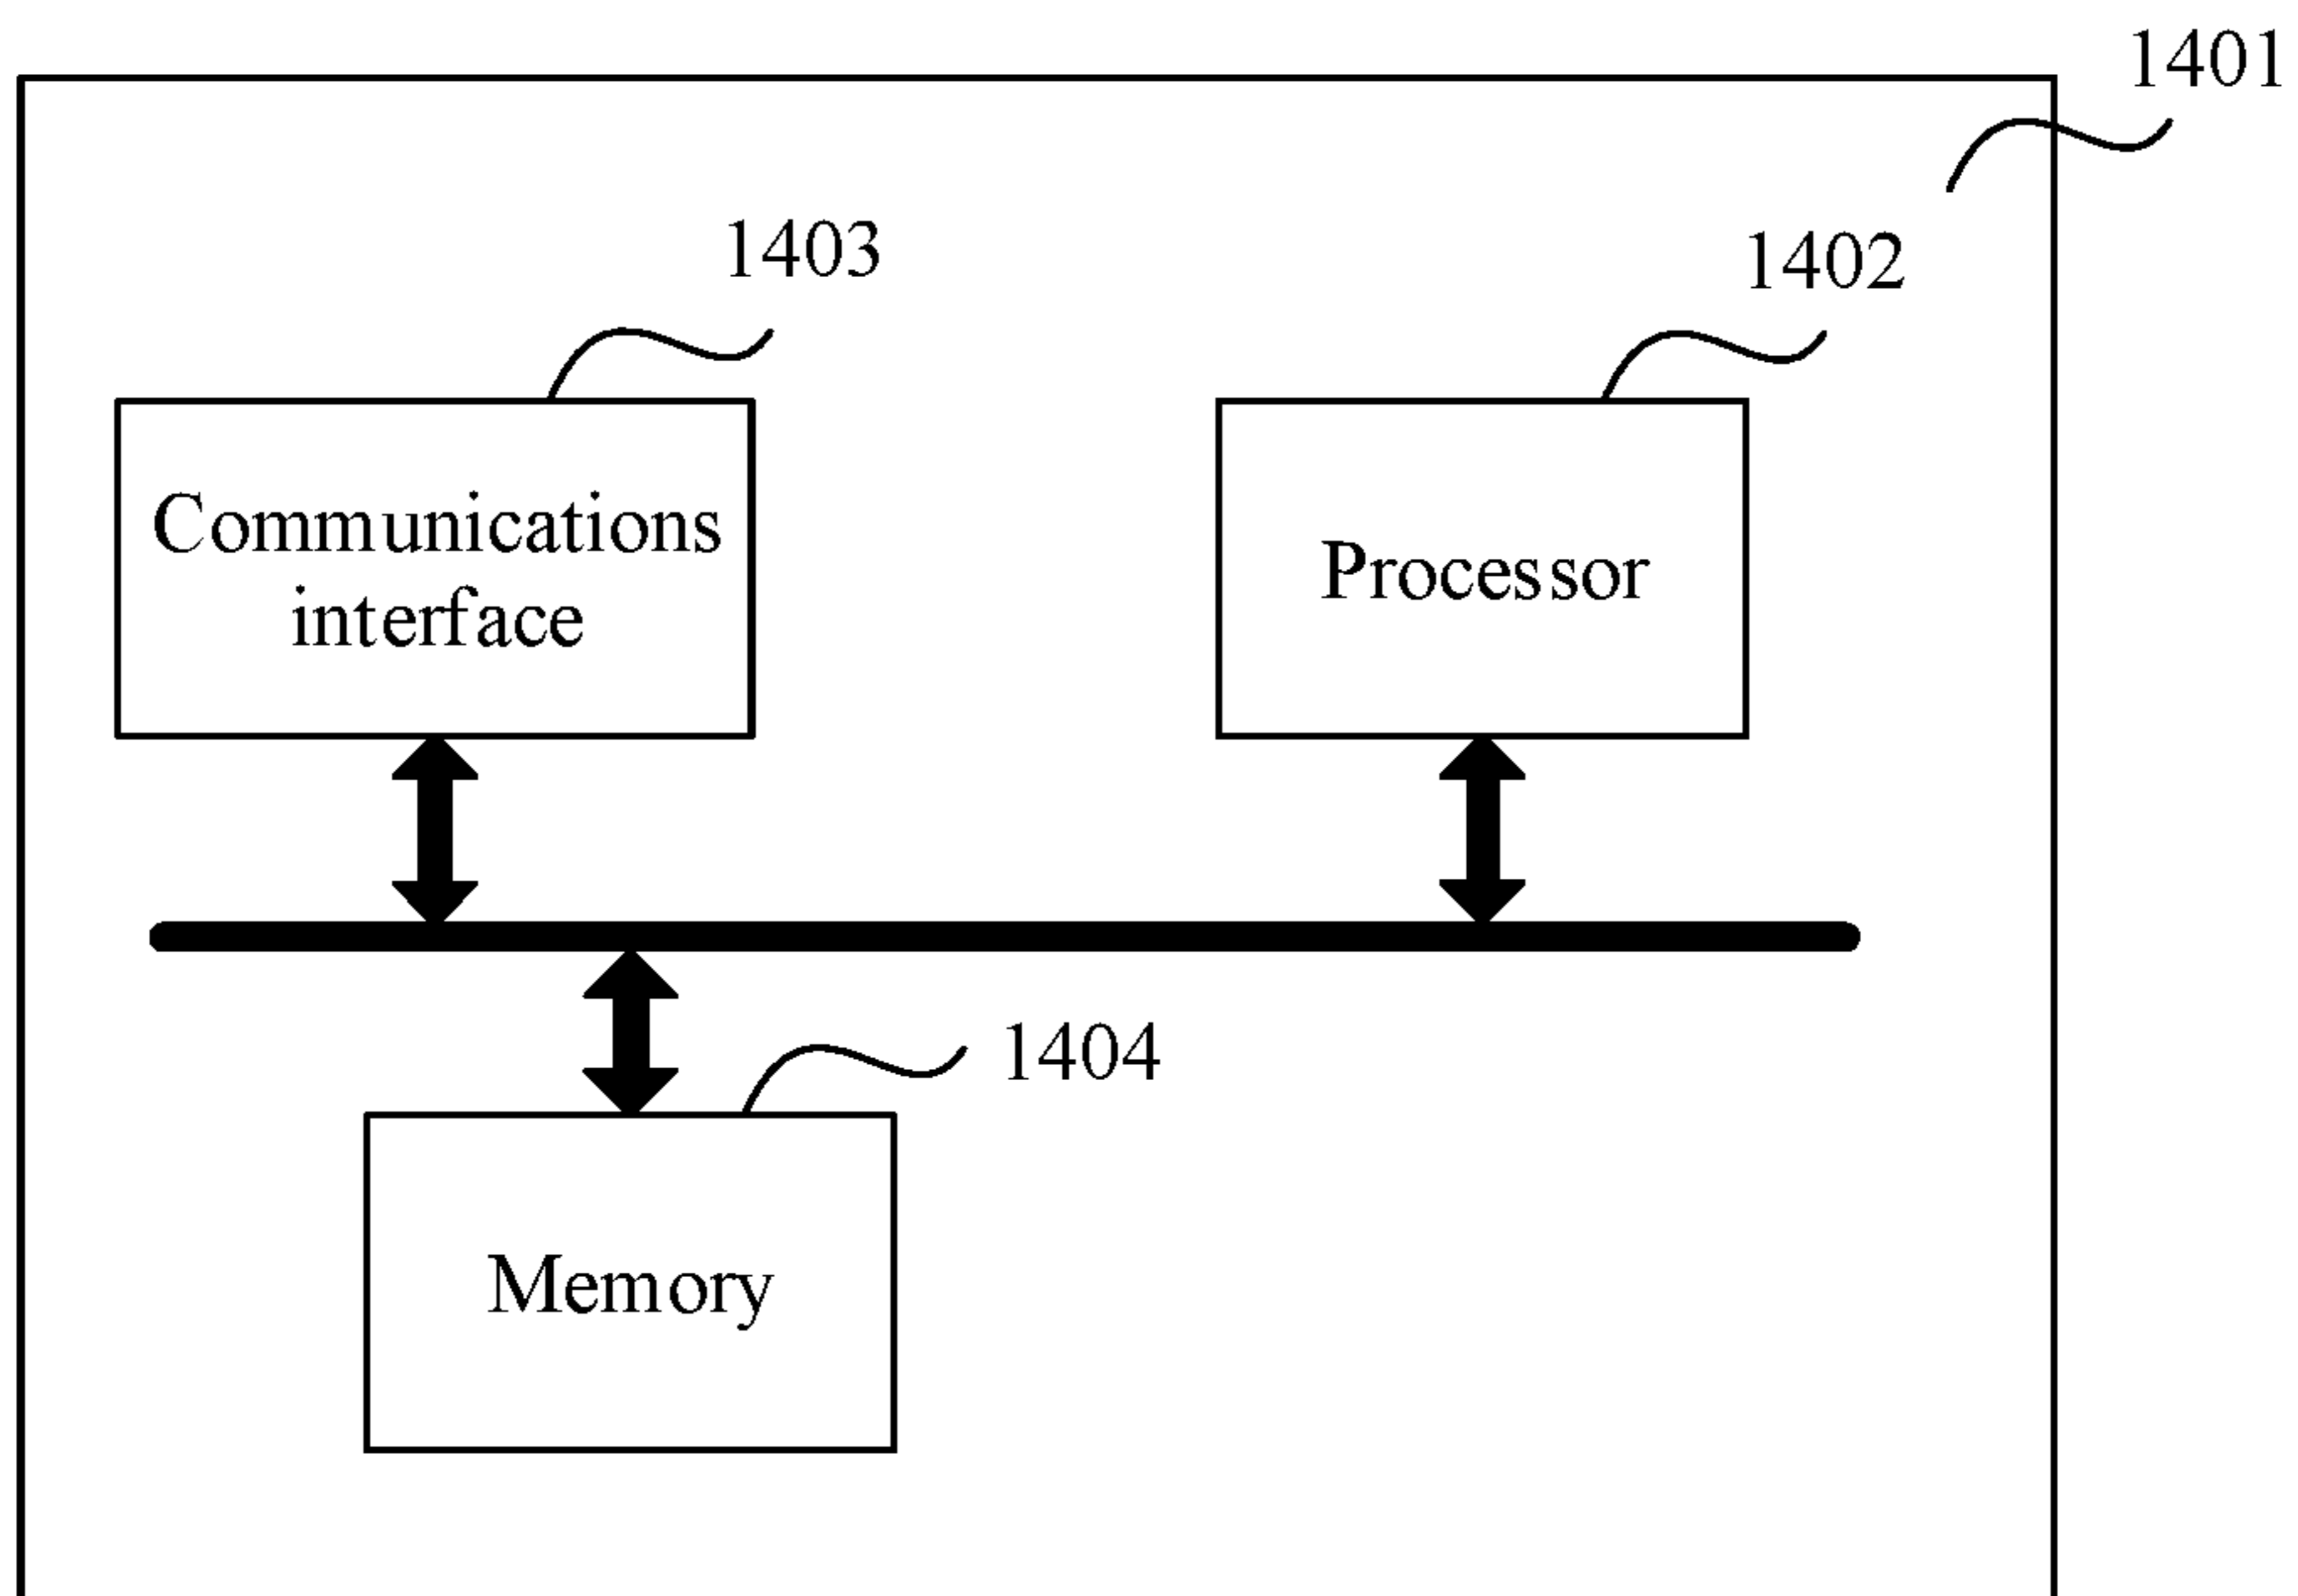 1401
1403
1402
Communications
interface
Processor
1404
Memory